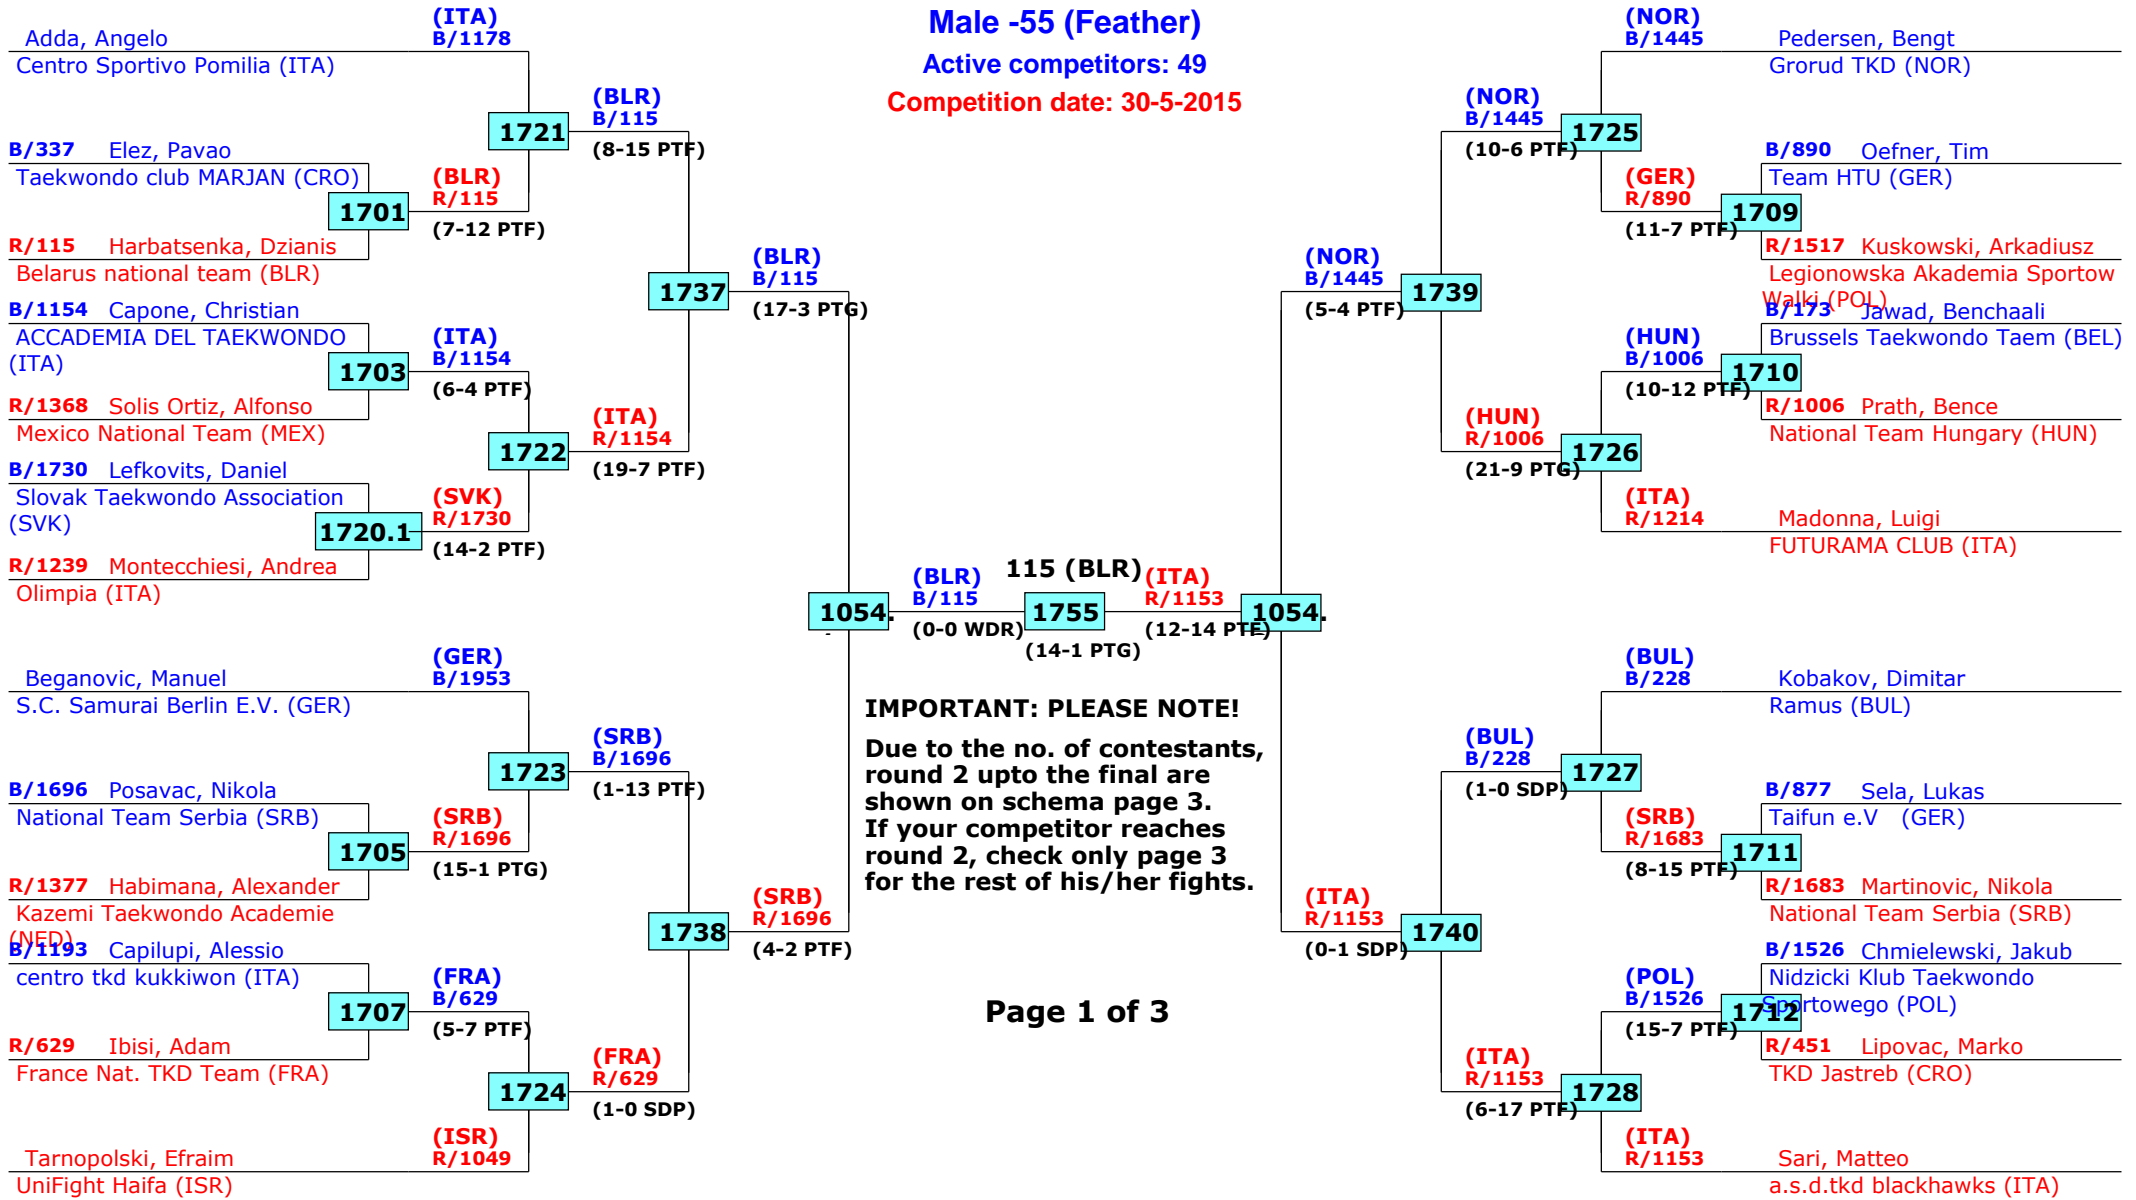 Male -55 (Feather)
Active competitors: 49
Competition date: 30-5-2015
(ITA)
B/1178
Adda, Angelo
Centro Sportivo Pomilia (ITA)
1721
(BLR)
B/115
(8-15 PTF)
B/337 Elez, Pavao
Taekwondo club MARJAN (CRO)
1701
(BLR)
R/115
(7-12 PTF)
R/115 Harbatsenka, Dzianis
Belarus national team (BLR)
1737
(BLR)
B/115
(17-3 PTG)
B/1154 Capone, Christian
ACCADEMIA DEL TAEKWONDO
(ITA)
1703
(ITA)
B/1154
(6-4 PTF)
R/1368 Solis Ortiz, Alfonso
Mexico National Team (MEX)
1722
(ITA)
R/1154
(19-7 PTF)
B/1730 Lefkovits, Daniel
Slovak Taekwondo Association
(SVK)
1720.1
(SVK)
R/1730
(14-2 PTF)
R/1239 Montecchiesi, Andrea
Olimpia (ITA)
1054.
(BLR)
B/115
(0-0 WDR)
115 (BLR)
1755
(14-1 PTG)
(ITA)
R/1153
(12-14 PTF)
1054.
(GER)
B/1953
Beganovic, Manuel
S.C. Samurai Berlin E.V. (GER)
1723
(SRB)
B/1696
(1-13 PTF)
B/1696 Posavac, Nikola
National Team Serbia (SRB)
1705
(SRB)
R/1696
(15-1 PTG)
R/1377 Habimana, Alexander
Kazemi Taekwondo Academie
(NED)
1738
(SRB)
R/1696
(4-2 PTF)
B/1193 Capilupi, Alessio
centro tkd kukkiwon (ITA)
1707
(FRA)
B/629
(5-7 PTF)
R/629 Ibisi, Adam
France Nat. TKD Team (FRA)
1724
(FRA)
R/629
(1-0 SDP)
(ISR)
R/1049
Tarnopolski, Efraim
UniFight Haifa (ISR)
IMPORTANT: PLEASE NOTE!
Due to the no. of contestants,
round 2 upto the final are
shown on schema page 3.
If your competitor reaches
round 2, check only page 3
for the rest of his/her fights.
Page 1 of 3
(NOR)
B/1445
Pedersen, Bengt
Grorud TKD (NOR)
(NOR)
B/1445
(10-6 PTF)
1725
B/890 Oefner, Tim
Team HTU (GER)
(GER)
R/890
(11-7 PTF)
1709
R/1517 Kuskowski, Arkadiusz
Legionowska Akademia Sportow
Walki (POL)
(NOR)
B/1445
(5-4 PTF)
1739
B/173 Jawad, Benchaali
Brussels Taekwondo Taem (BEL)
(HUN)
B/1006
(10-12 PTF)
1710
R/1006 Prath, Bence
National Team Hungary (HUN)
(HUN)
R/1006
(21-9 PTG)
1726
(ITA)
R/1214
Madonna, Luigi
FUTURAMA CLUB (ITA)
(BUL)
B/228
Kobakov, Dimitar
Ramus (BUL)
(BUL)
B/228
(1-0 SDP)
1727
B/877 Sela, Lukas
Taifun e.V (GER)
(SRB)
R/1683
(8-15 PTF)
1711
R/1683 Martinovic, Nikola
National Team Serbia (SRB)
(ITA)
R/1153
(0-1 SDP)
1740
B/1526 Chmielewski, Jakub
Nidzicki Klub Taekwondo
Sportowego (POL)
(POL)
B/1526
(15-7 PTF)
1712
R/451 Lipovac, Marko
TKD Jastreb (CRO)
(ITA)
R/1153
(6-17 PTF)
1728
(ITA)
R/1153
Sari, Matteo
a.s.d.tkd blackhawks (ITA)